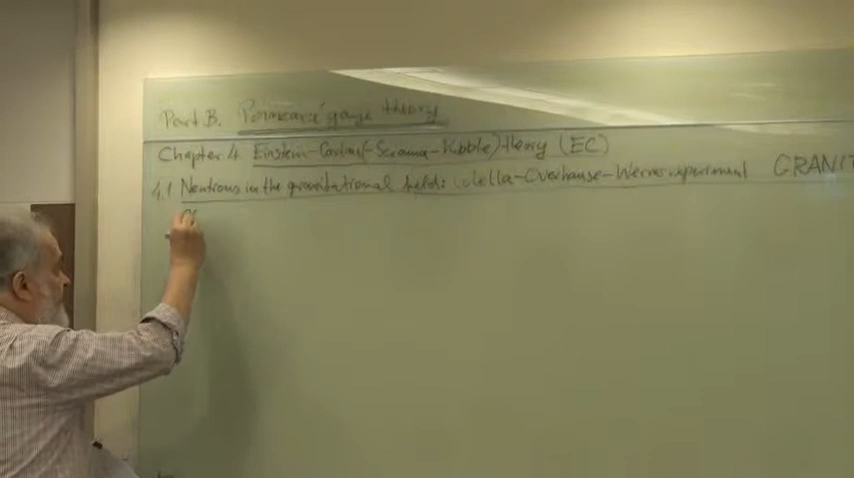 Part B. Poincaré gauge theory
Chapter 4 Einstein-Cartan(-Sciama-Kibble) theory (EC)
4.1 Neutrons in the gravitational field: Colella-Overhauser-Werner experiment GRANIT